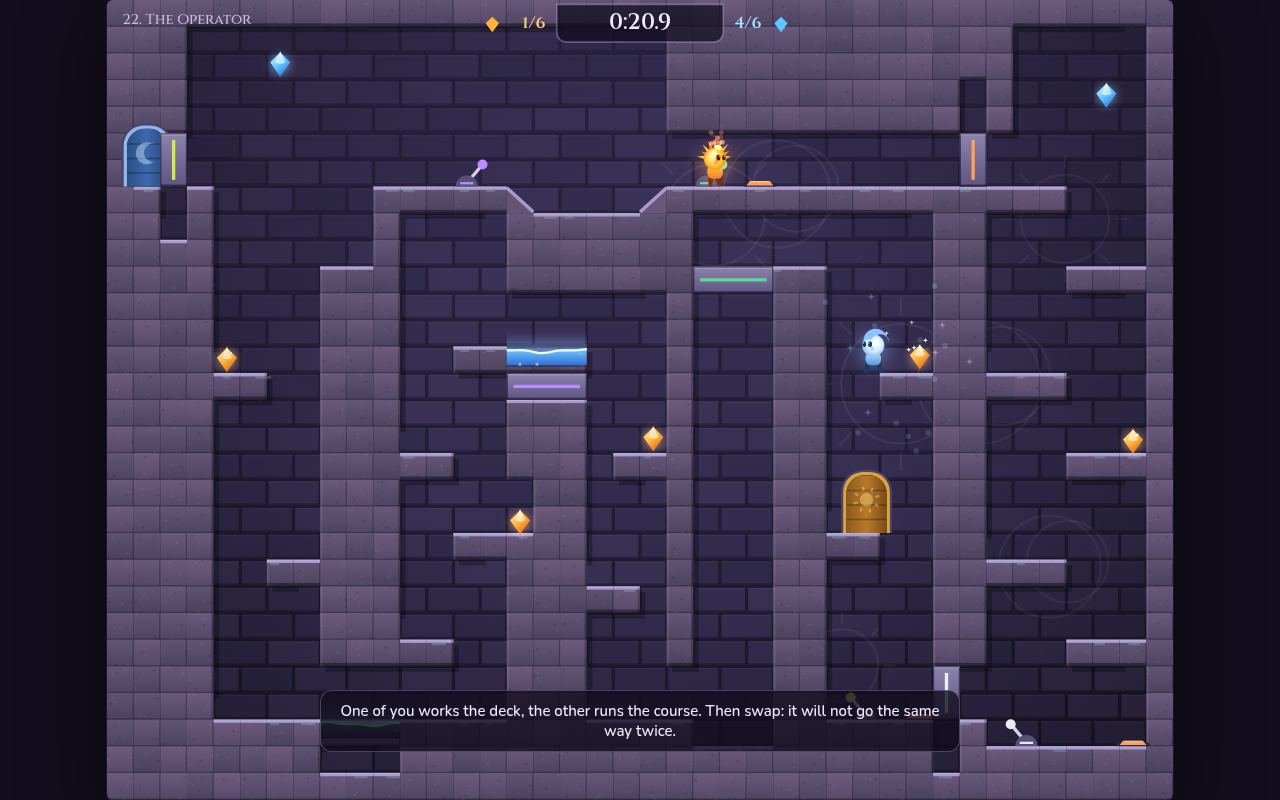 22. The Operator
1/6
0:20.9
4/6
One of you works the deck, the other runs the course. Then swap: it will not go the same
way twice.